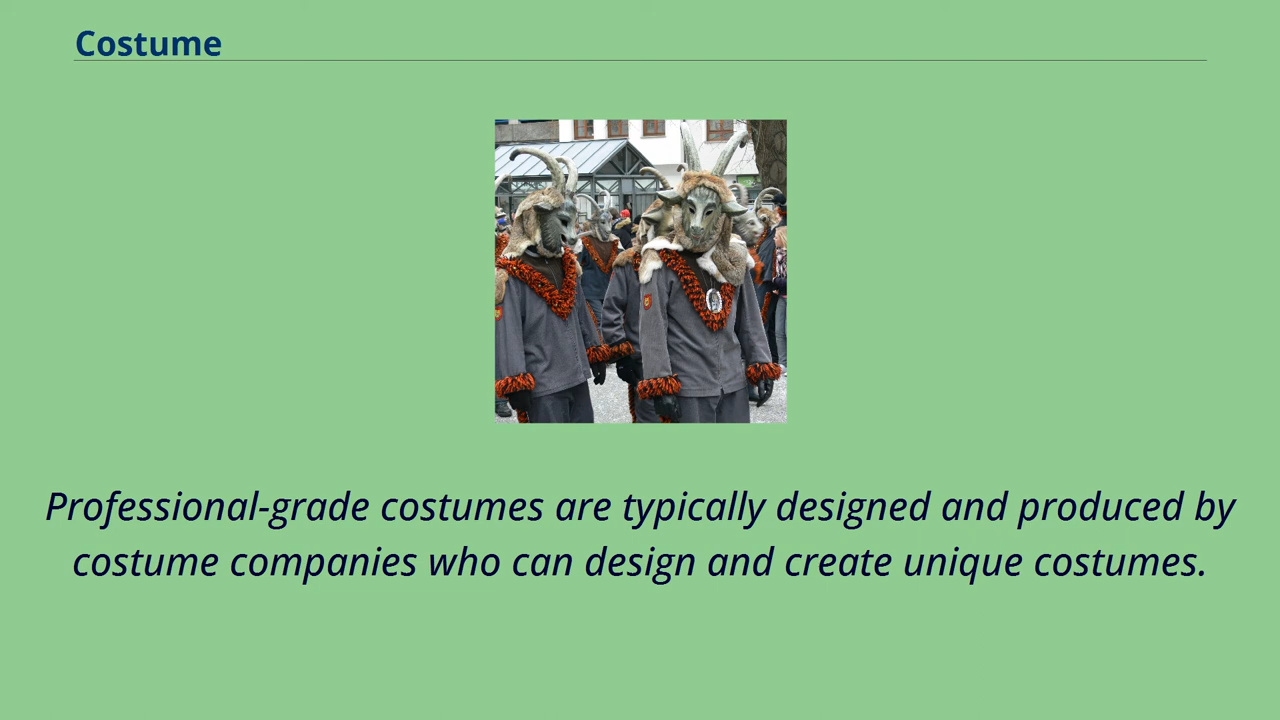 Costume
Professional-grade costumes are typically designed and produced by
costume companies who can design and create unique costumes.